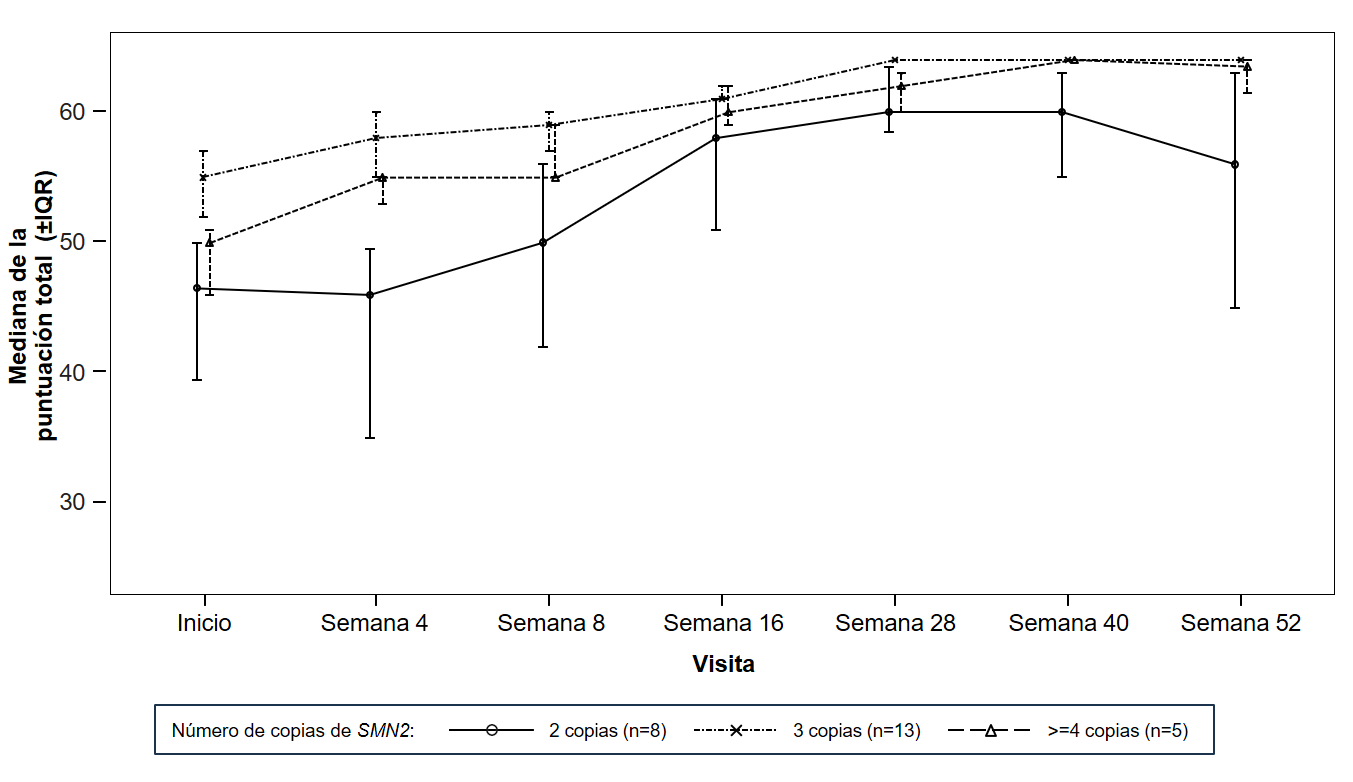 Mediana de la
puntuación total (±IQR)
60
50
40
30
Inicio Semana 4 Semana 8 Semana 16 Semana 28 Semana 40 Semana 52
Visita
Número de copias de SMN2: 2 copias (n=8) 3 copias (n=13) >=4 copias (n=5)